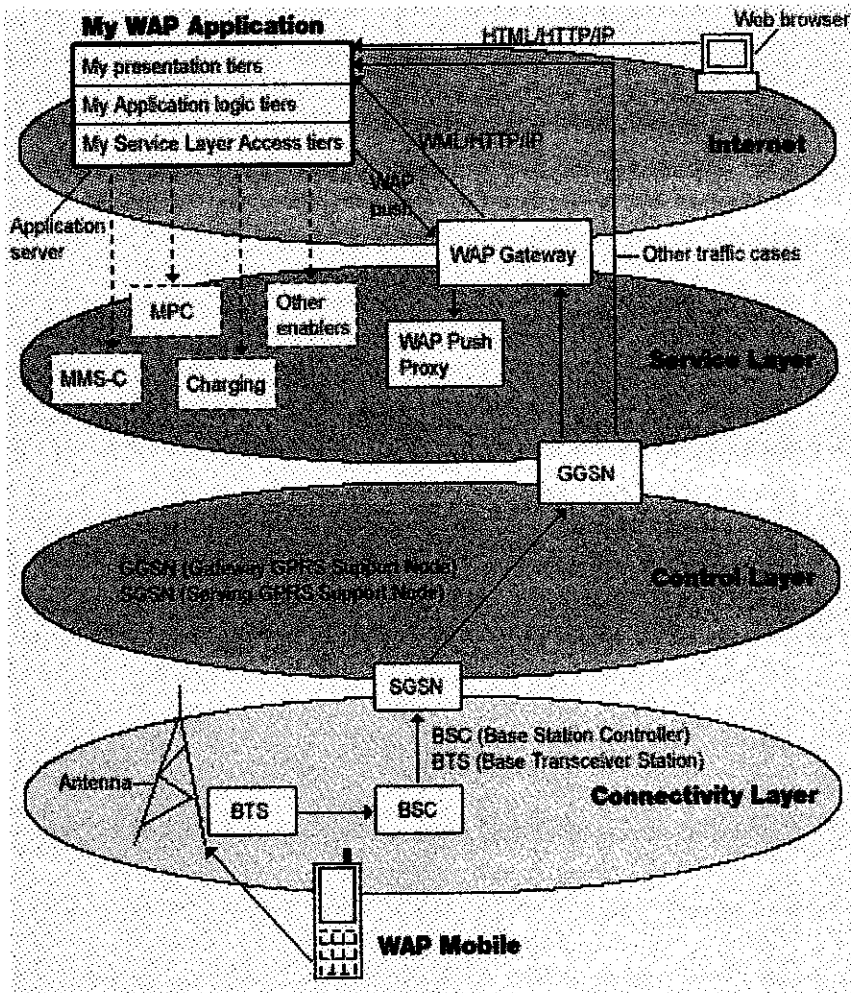 My WAP Application
Web browser
HTML/HTTP/IP
My presentation tiers
My Application logic tiers
My Service Layer Access tiers
WML/HTTP/IP
Internet
WAP
push
Application
server
WAP Gateway
Other traffic cases
MPC
Other
enablers
WAP Push
Proxy
Service Layer
MMS-C
Charging
GGSN
GGSN (Gateway GPRS Support Node)
SGSN (Serving GPRS Support Node)
Control Layer
SGSN
BSC (Base Station Controller)
BTS (Base Transceiver Station)
Antenna
Connectivity Layer
BTS
BSC
WAP Mobile